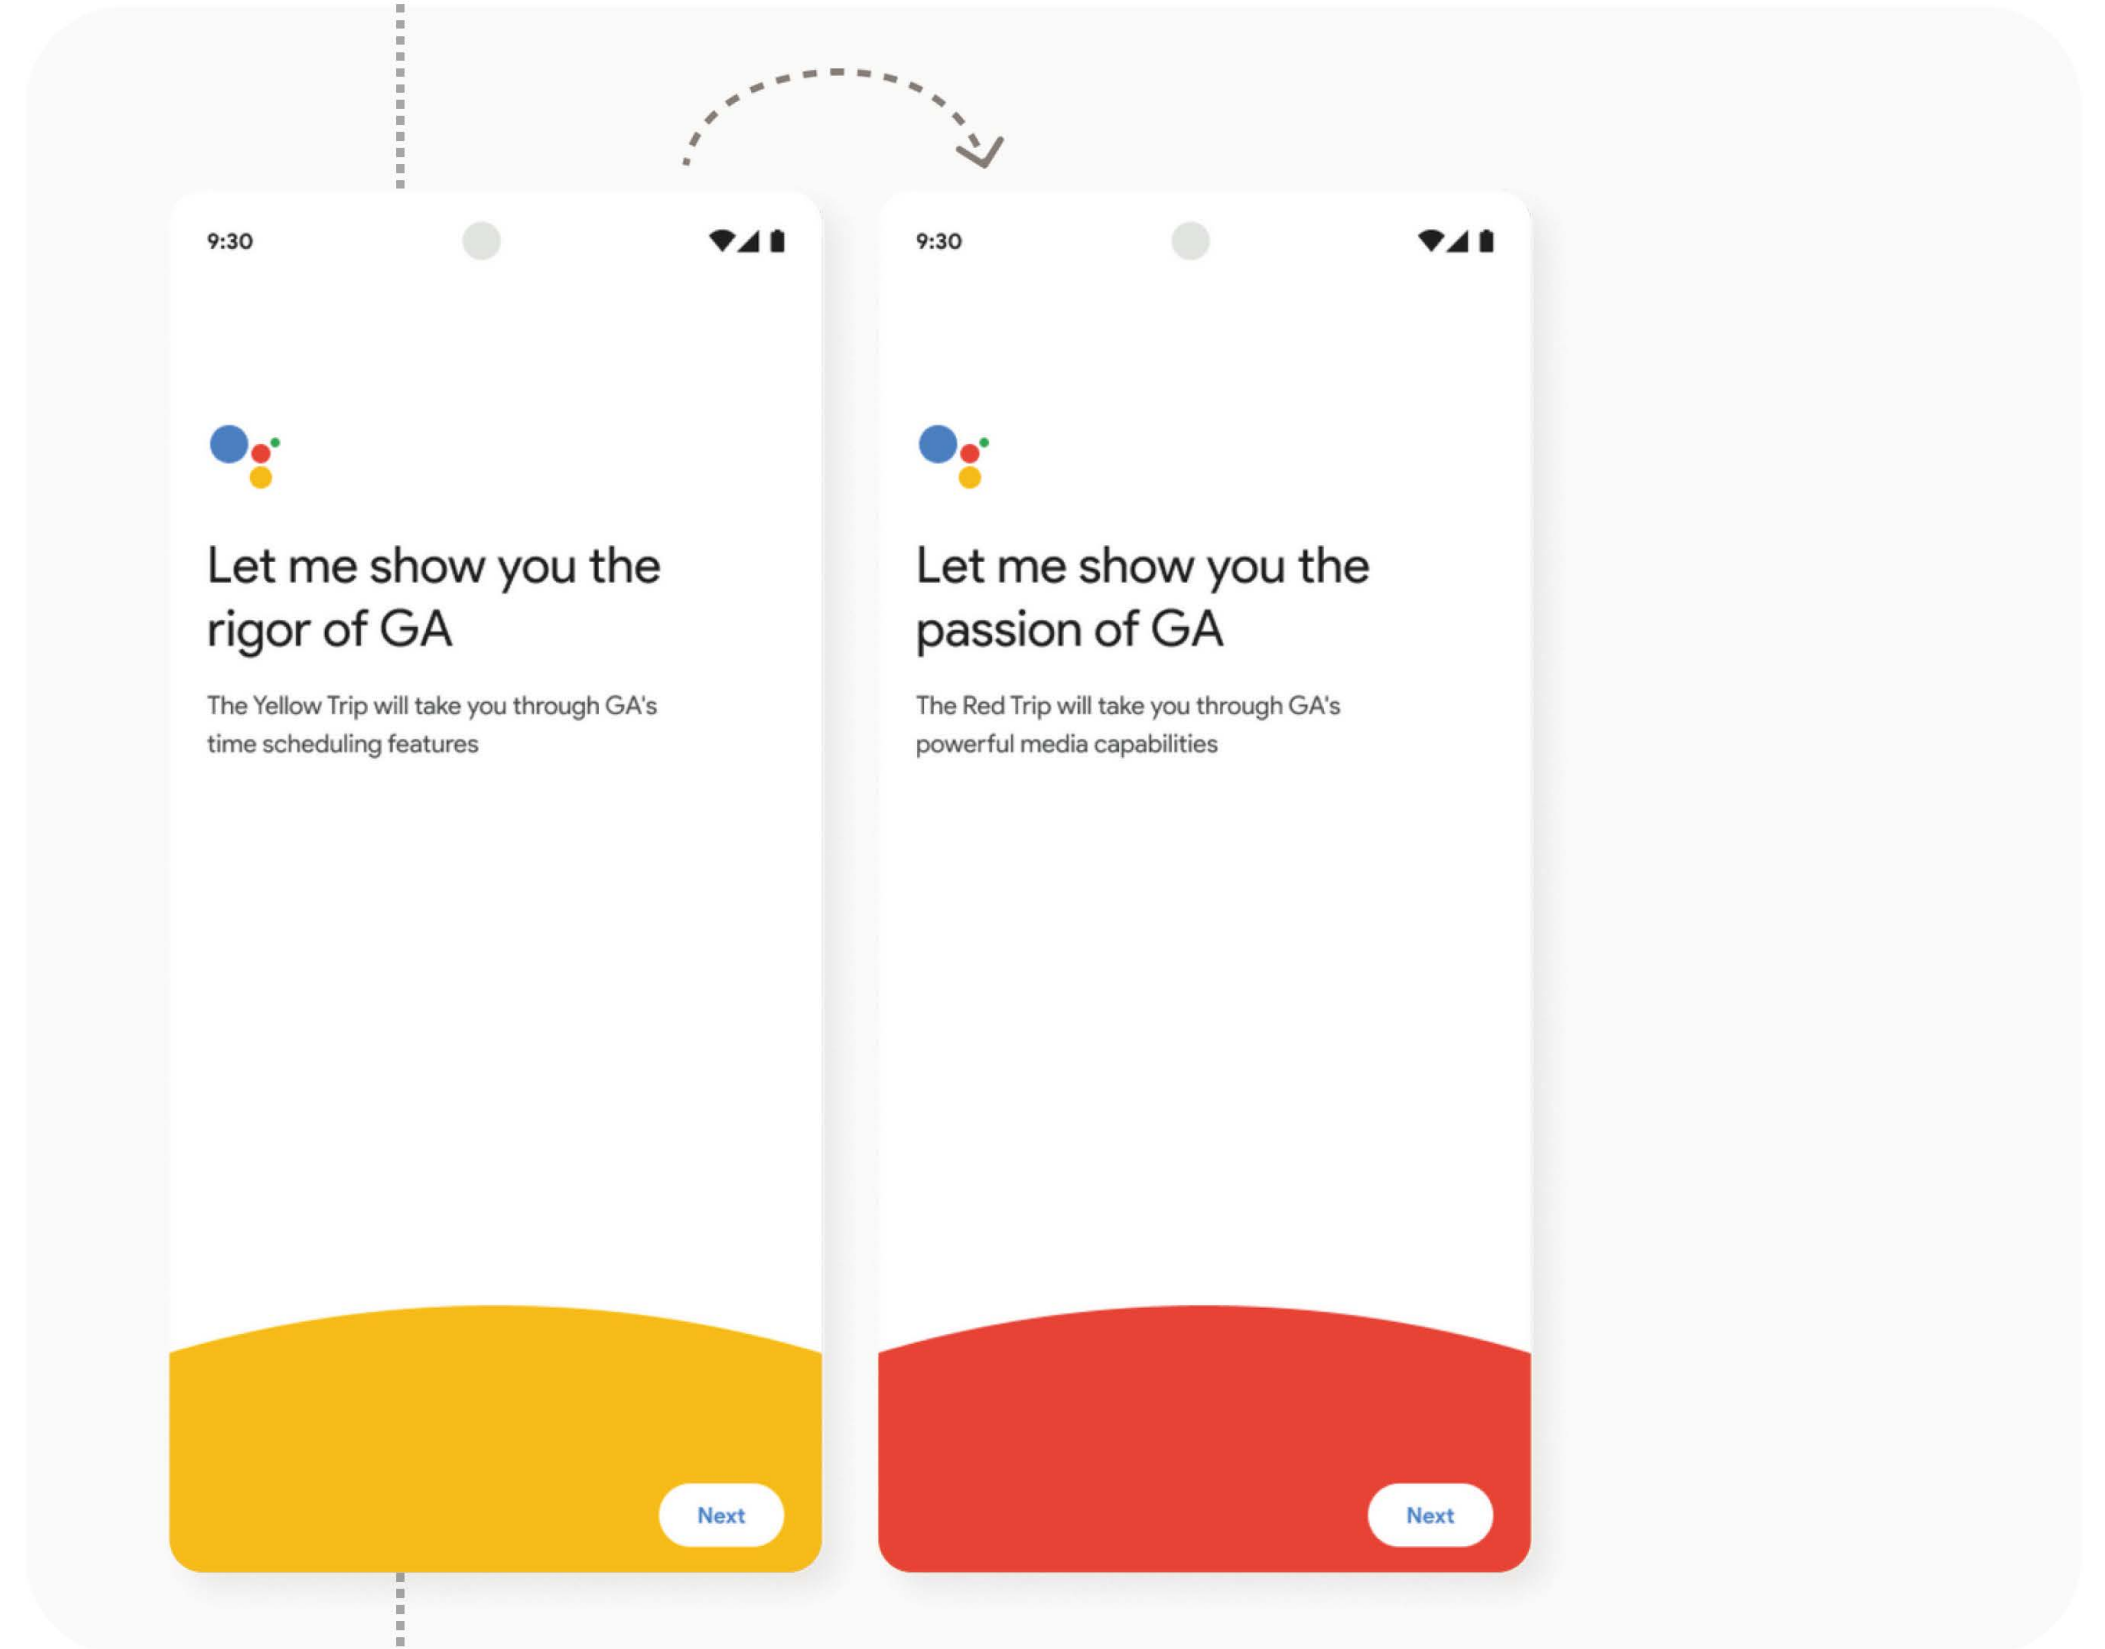 9:30
Let me show you the
rigor of GA
The Yellow Trip will take you through GA's
time scheduling features
Next
9:30
Let me show you the
passion of GA
The Red Trip will take you through GA's
powerful media capabilities
Next